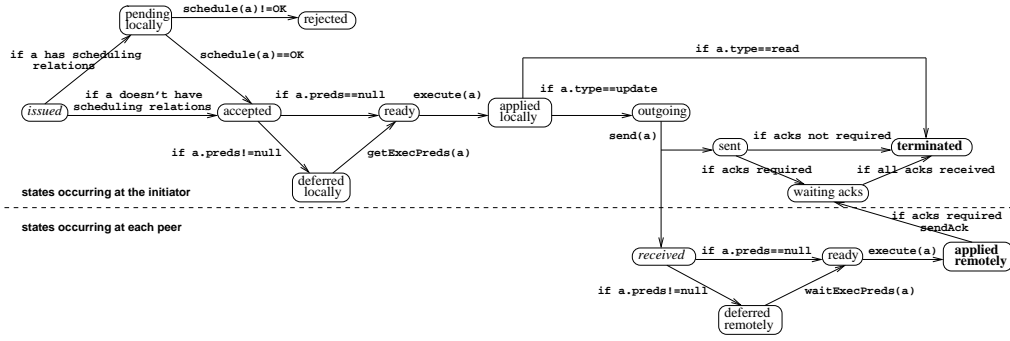 schedule(a)!=OK
pending
locally
rejected
if a has scheduling
relations
schedule(a)==OK
if a.type==read
if a doesn't have
scheduling relations
if a.preds==null
execute(a)
if a.type==update
issued
accepted
ready
applied
locally
outgoing
send(a)
if acks not required
sent
terminated
if a.preds!=null
getExecPreds(a)
if acks required
if all acks received
deferred
locally
waiting acks
states occurring at the initiator
states occurring at each peer
if acks required
sendAck
if a.preds==null
execute(a)
received
ready
applied
remotely
if a.preds!=null
waitExecPreds(a)
deferred
remotely